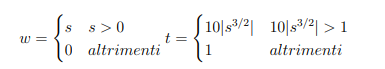 w = { s   s > 0   t = { 10|s^{3/2}|   10|s^{3/2}| > 1
0   altrimenti   1   altrimenti